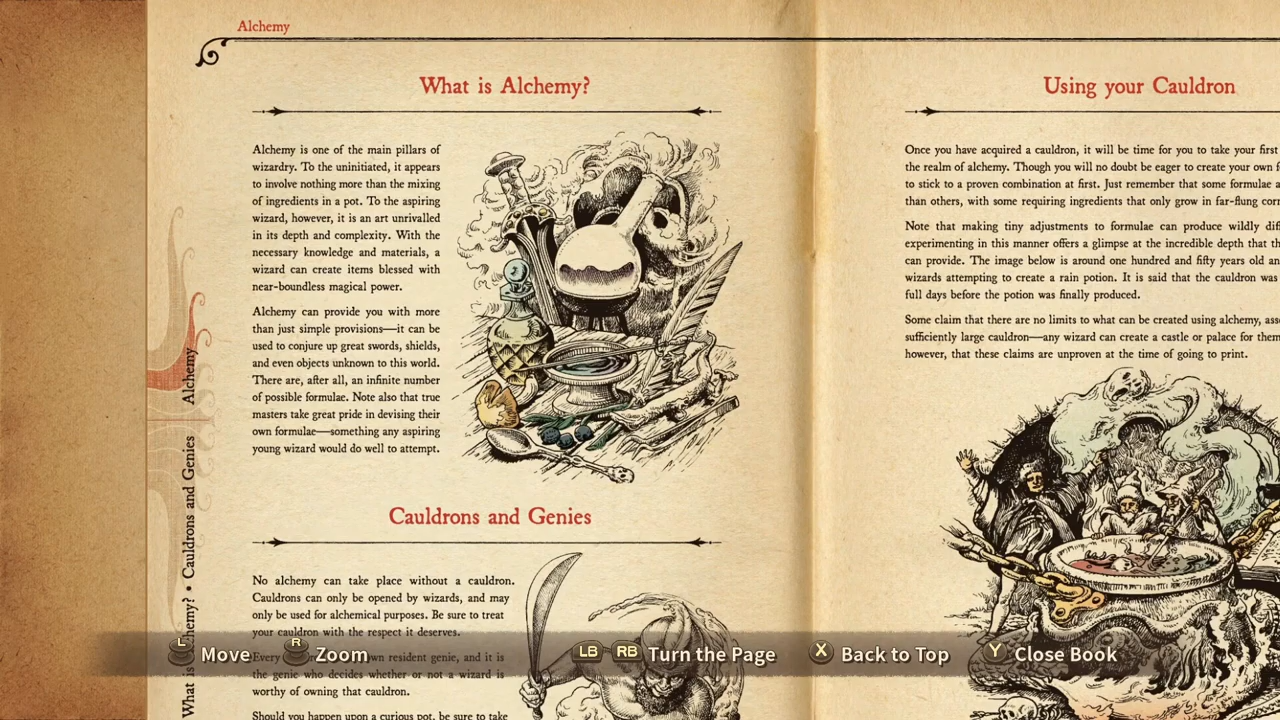 Alchemy
What is Alchemy?
Alchemy is one of the main pillars of
wizardry. To the uninitiated, it appears
to involve nothing more than the mixing
of ingredients in a pot. To the aspiring
wizard, however, it is an art unrivalled
in its depth and complexity. With the
necessary knowledge and materials, a
wizard can create items blessed with
near-boundless magical power.
Alchemy can provide you with more
than just simple provisions—it can be
used to conjure up great swords, shields,
and even objects unknown to this world.
There are, after all, an infinite number
of possible formulae. Note also that true
masters take great pride in devising their
own formulae—something any aspiring
young wizard would do well to attempt.
Cauldrons and Genies
No alchemy can take place without a cauldron.
Cauldrons can only be opened by wizards, and may
only be used for alchemical purposes. Be sure to treat
your cauldron with the respect it deserves.
Every own resident genie, and it is
the genie who decides whether or not a wizard is
worthy of owning that cauldron.
Should you happen upon a curious pot, be sure to take
Using your Cauldron
Once you have acquired a cauldron, it will be time for you to take your first
the realm of alchemy. Though you will no doubt be eager to create your own
to stick to a proven combination at first. Just remember that some formulae
than others, with some requiring ingredients that only grow in far-flung
Note that making tiny adjustments to formulae can produce wildly
experimenting in this manner offers a glimpse at the incredible depth that
can provide. The image below is around one hundred and fifty years old
wizards attempting to create a rain potion. It is said that the cauldron was
full days before the potion was finally produced.
Some claim that there are no limits to what can be created using alchemy,
sufficiently large cauldron—any wizard can create a castle or palace for
however, that these claims are unproven at the time of going to print.
What is Alchemy? • Cauldrons and Genies Alchemy
L Move R Zoom LB RB Turn the Page X Back to Top Y Close Book